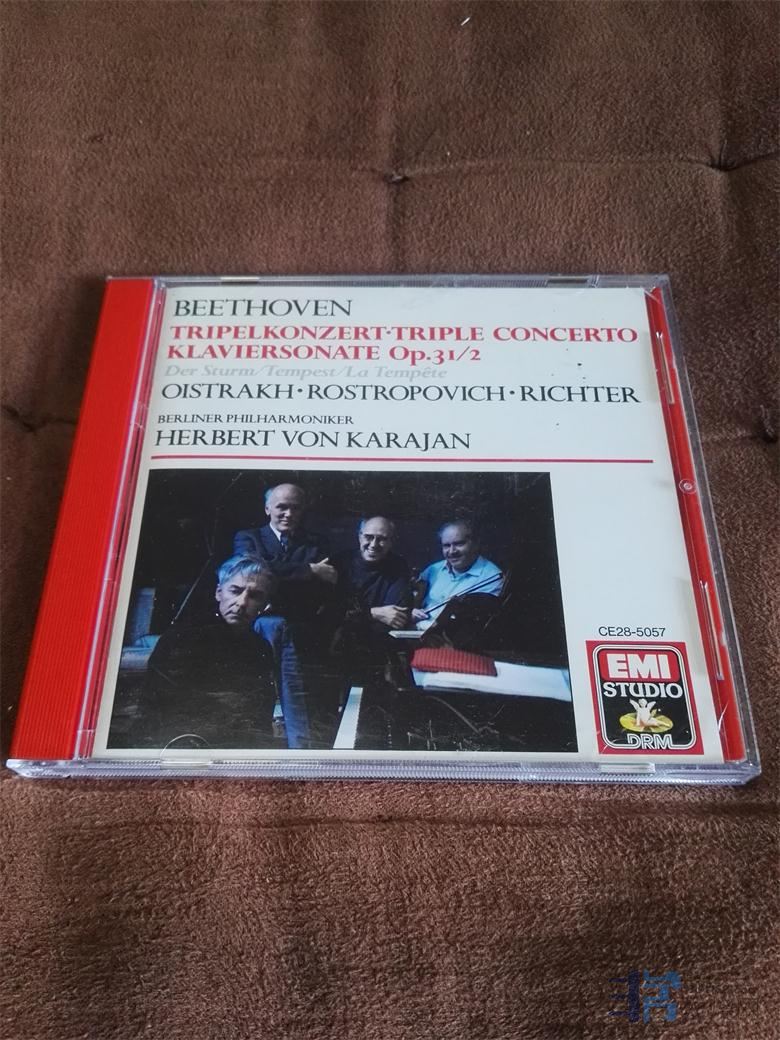 BEETHOVEN
TRIPELKONZERT·TRIPLE CONCERTO
KLAVIERSONATE Op.31/2
Der Sturm/Tempest/La Tempête
OISTRAKH·ROSTROPOVICH·RICHTER
BERLINER PHILHARMONIKER
HERBERT VON KARAJAN
CE28-5057
EMI
STUDIO
DRM